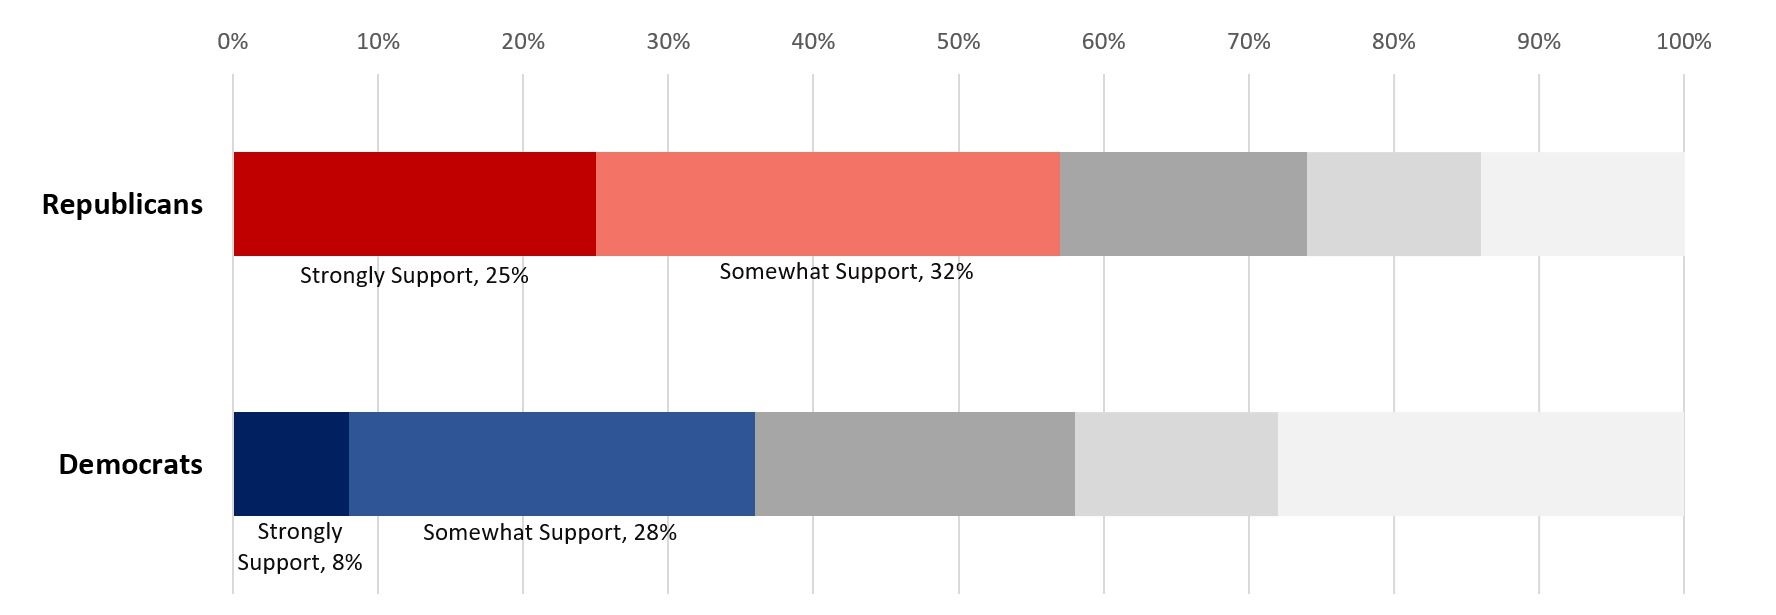 0% 10% 20% 30% 40% 50% 60% 70% 80% 90% 100%
Republicans
Strongly Support, 25%
Somewhat Support, 32%
Democrats
Strongly
Support, 8%
Somewhat Support, 28%